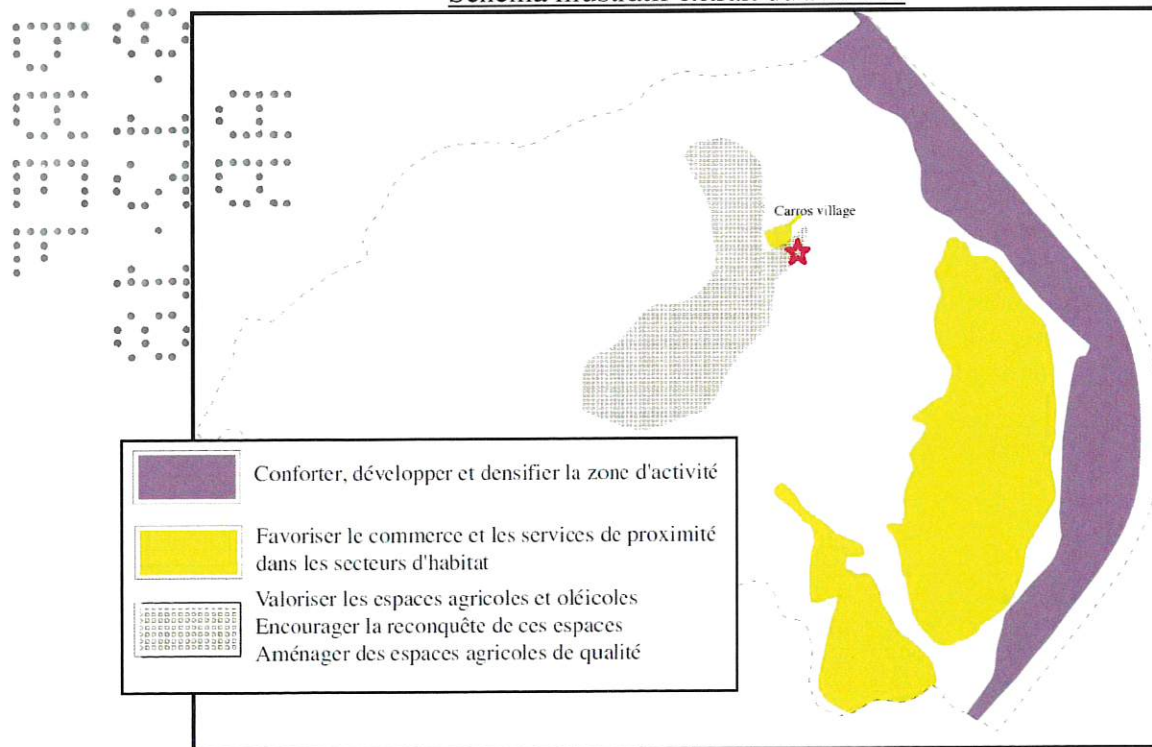 Carros village
Conforter, développer et densifier la zone d'activité
Favoriser le commerce et les services de proximité
dans les secteurs d'habitat
Valoriser les espaces agricoles et oléicoles
Encourager la reconquête de ces espaces
Aménager des espaces agricoles de qualité